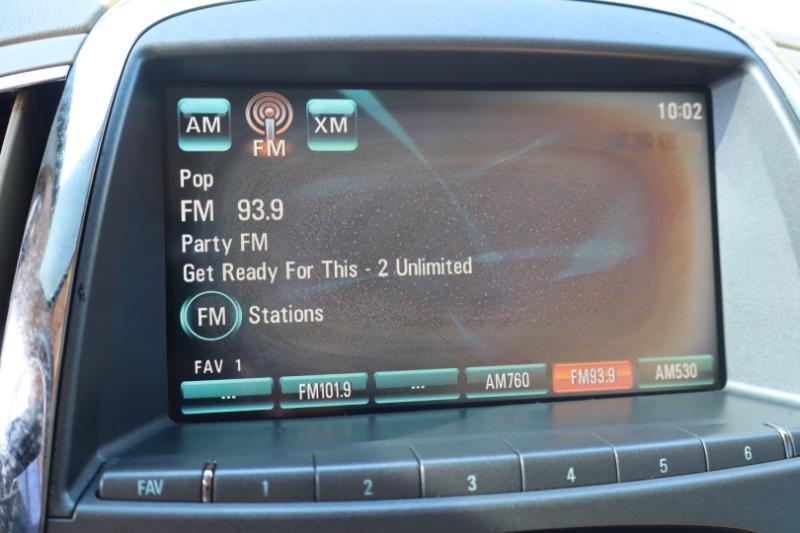 AM FM XM 10:02
Pop
FM 93.9
Party FM
Get Ready For This - 2 Unlimited
FM Stations
FAV 1
... FM101.9 ... AM760 FM93.9 AM530
FAV 1 2 3 4 5 6